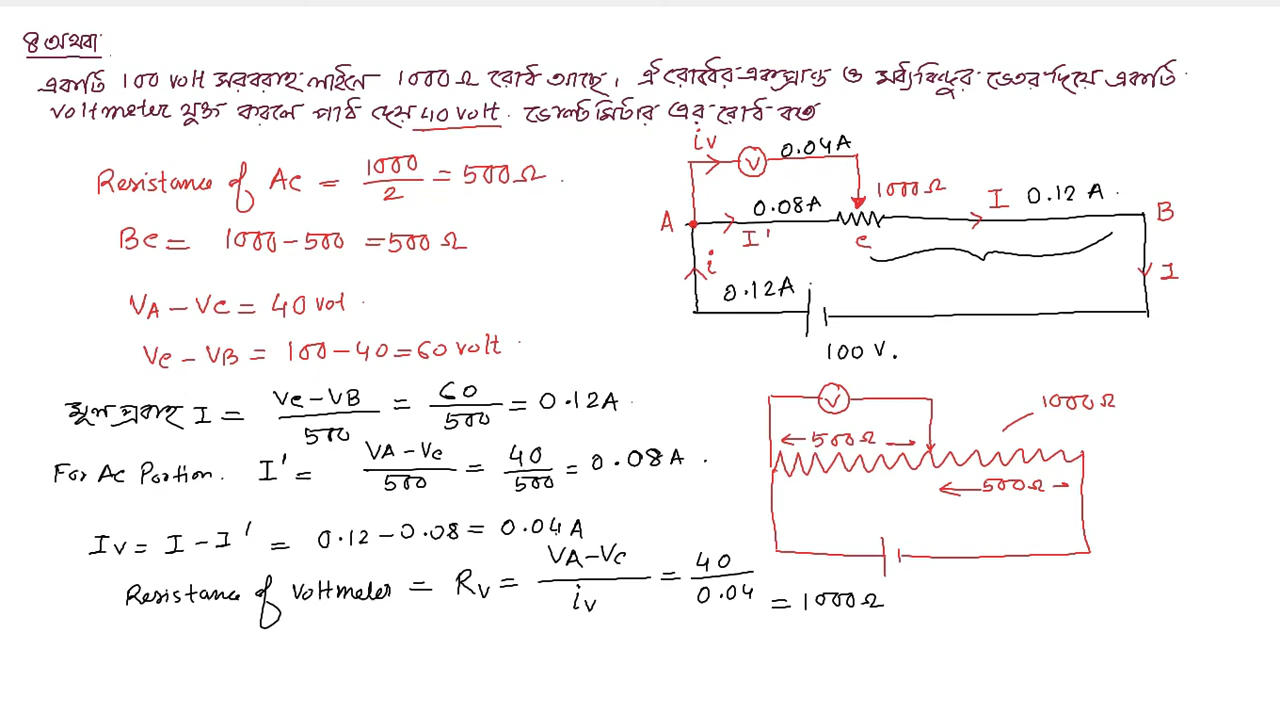 ৪ অথবা
একটি 100 volt সরবরাহ লাইনে 1000 Ω রোধ আছে। ঐ রোধের একপ্রান্ত ও মধ্যবিন্দুর ভেতর দিয়ে একটি
voltmeter যুক্ত করলে পাঠ দেয় 40 volt. ভোল্টমিটার এর রোধ কত
Resistance of AC = 1000/2 = 500 Ω
BC = 1000 - 500 = 500 Ω
VA - VC = 40 vol
VC - VB = 100 - 40 = 60 volt
মূল প্রবাহ I = VC - VB / 500 = 60/500 = 0.12 A
For AC Portion. I' = VA - VC / 500 = 40/500 = 0.08 A.
IV = I - I' = 0.12 - 0.08 = 0.04 A
Resistance of voltmeter = RV = VA - VC / iv = 40/0.04 = 1000 Ω
iv
V
0.04A
1000 Ω
0.08A
I 0.12 A.
A
B
I'
C
i
I
0.12A
100 V.
V
1000 Ω
500 Ω
500 Ω